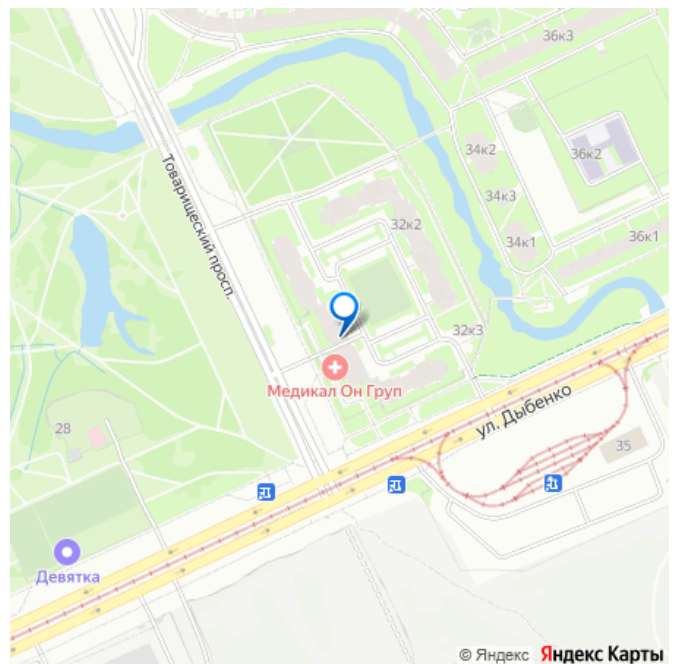 36к3
34к2
36к2
Товарищеский просп.
34к3
32к2
34к1
36к1
32к3
Медикал Он Груп
ул. Дыбенко
28
35
Девятка
© Яндекс Яндекс Карты